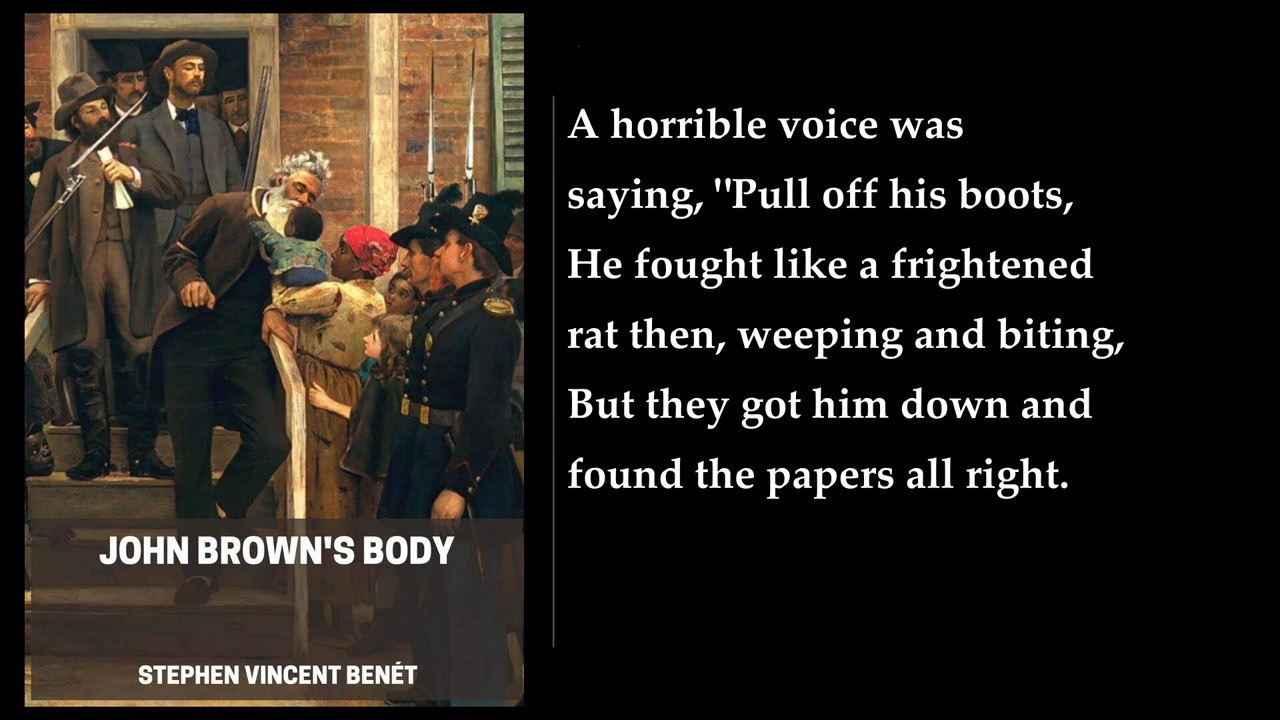 JOHN BROWN'S BODY
STEPHEN VINCENT BENÉT
A horrible voice was
saying, "Pull off his boots,
He fought like a frightened
rat then, weeping and biting,
But they got him down and
found the papers all right.